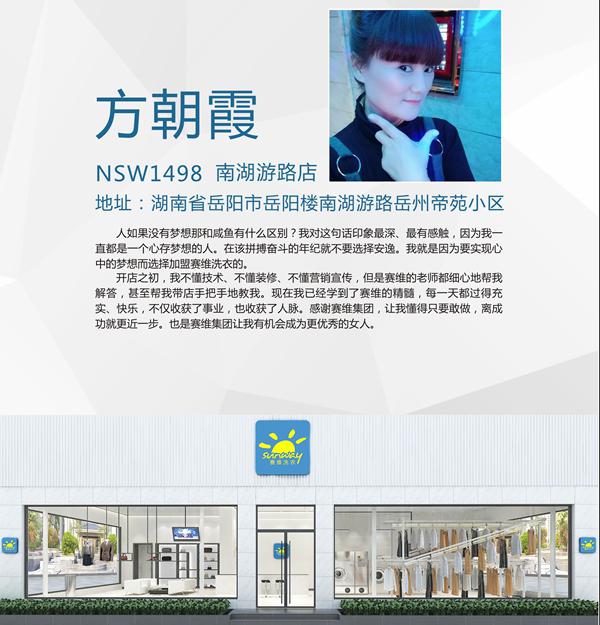 方朝霞
NSW1498 南湖游路店
地址：湖南省岳阳市岳阳楼南湖游路岳州帝苑小区
人如果没有梦想那和咸鱼有什么区别？我对这句话印象最深、最有感触，因为我一
直都是一个心存梦想的人。在该拼搏奋斗的年纪就不要选择安逸。我就是因为要实现心
中的梦想而选择加盟赛维洗衣的。
开店之初，我不懂技术、不懂装修、不懂营销宣传，但是赛维的老师都细心地帮我
解答，甚至帮我带店手把手地教我。现在我已经学到了赛维的精髓，每一天都过得充
实、快乐，不仅收获了事业，也收获了人脉。感谢赛维集团，让我懂得只要敢做，离成
功就更近一步。也是赛维集团让我有机会成为更优秀的女人。
sunway
赛维洗衣